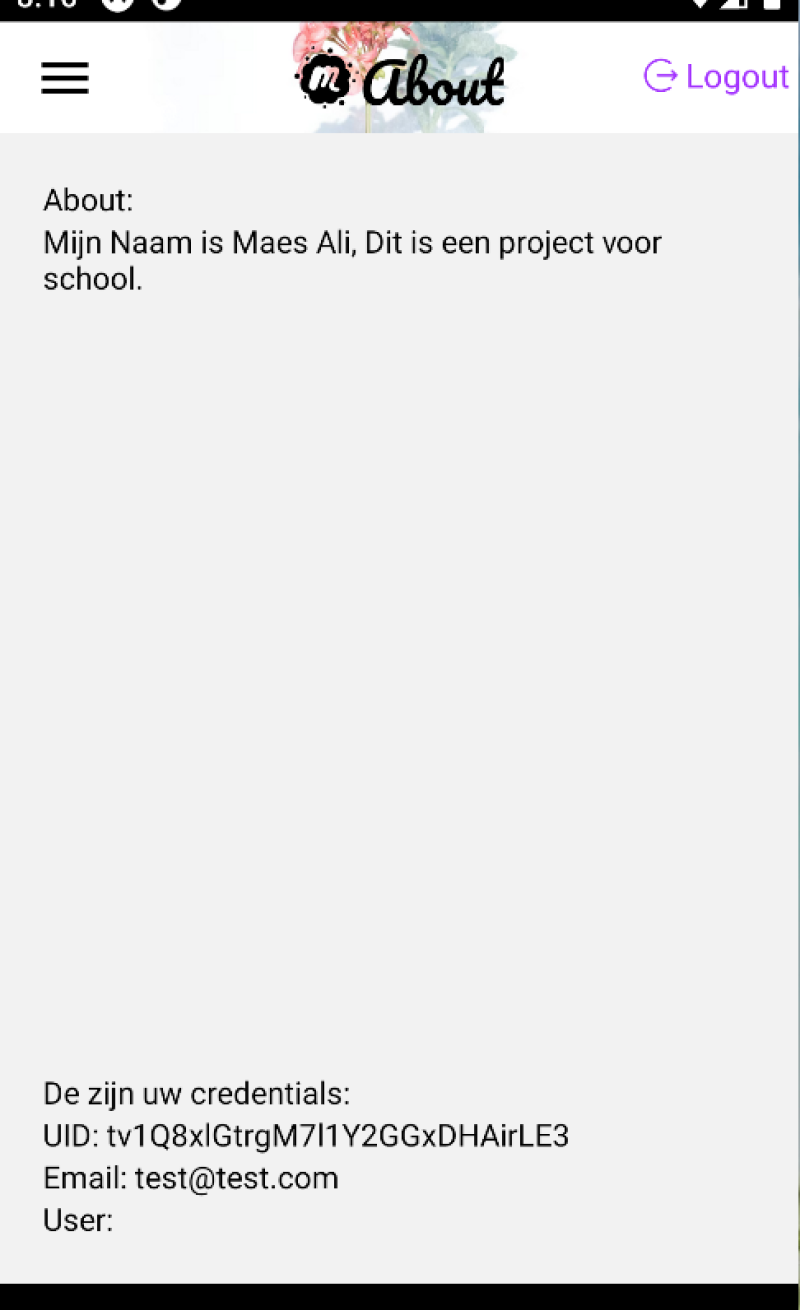 About
Logout
About:
Mijn Naam is Maes Ali, Dit is een project voor
school.
De zijn uw credentials:
UID: tv1Q8xlGtrgM7l1Y2GGxDHAirLE3
Email: test@test.com
User: